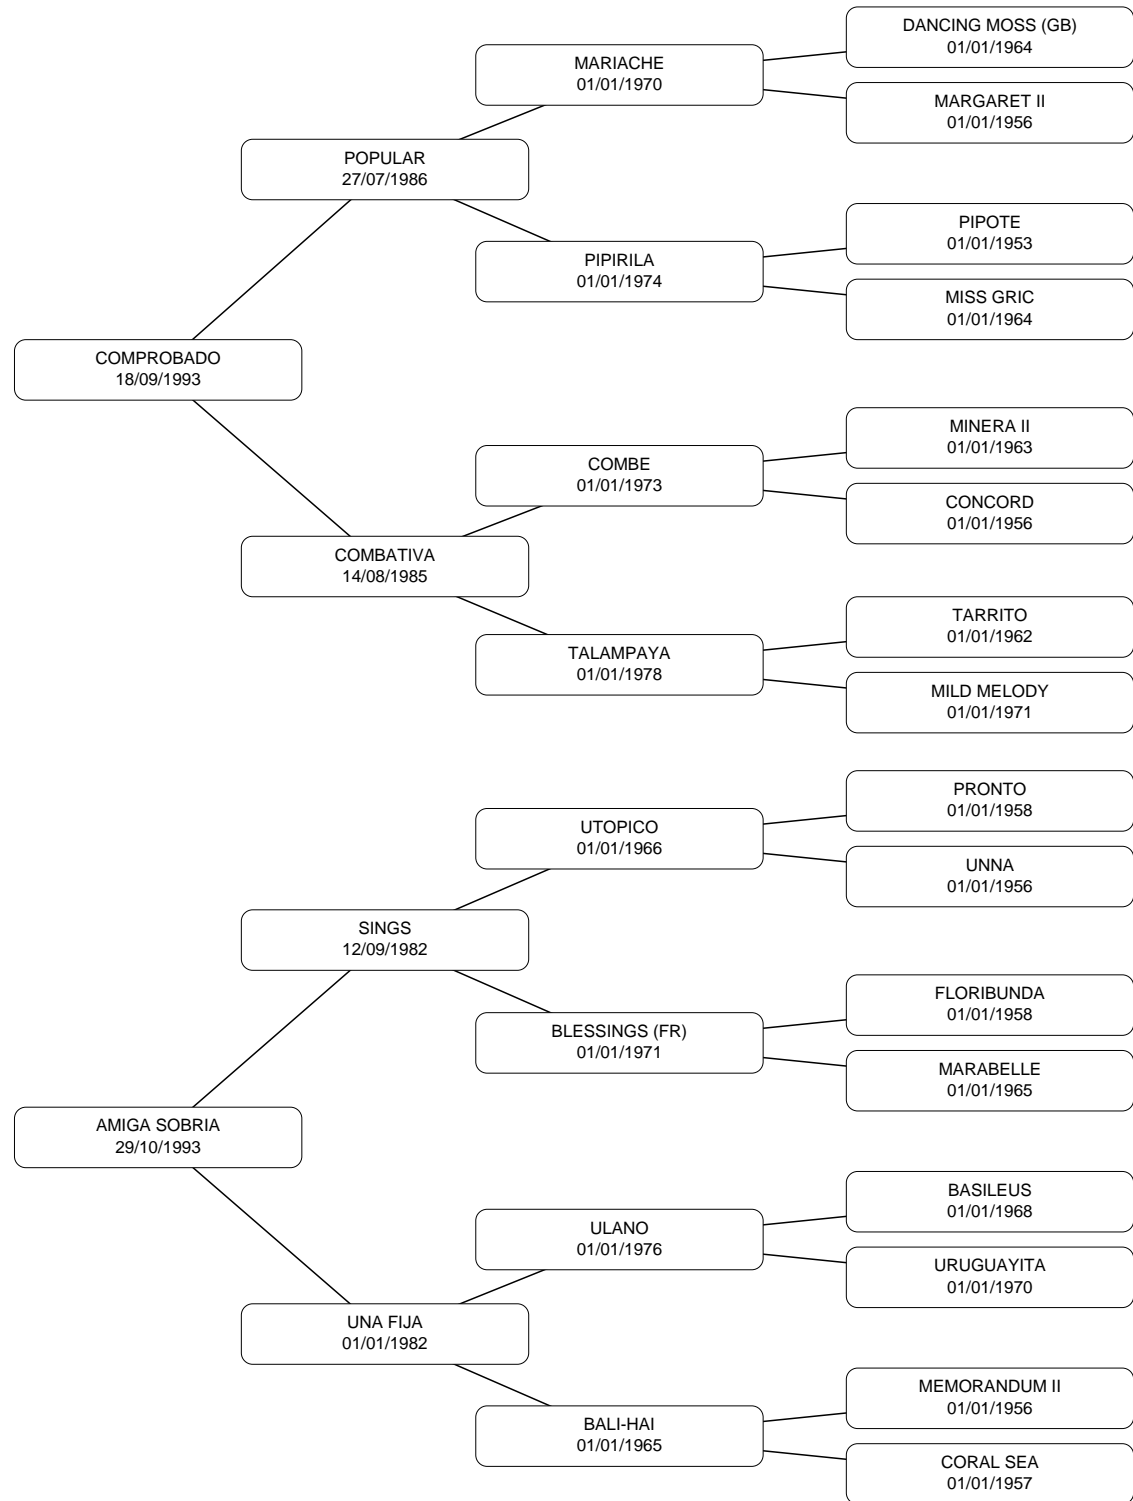 DANCING MOSS (GB)
01/01/1964
MARIACHE
01/01/1970
MARGARET II
01/01/1956
POPULAR
27/07/1986
PIPOTE
01/01/1953
PIPIRILA
01/01/1974
MISS GRIC
01/01/1964
COMPROBADO
18/09/1993
MINERA II
01/01/1963
COMBE
01/01/1973
CONCORD
01/01/1956
COMBATIVA
14/08/1985
TARRITO
01/01/1962
TALAMPAYA
01/01/1978
MILD MELODY
01/01/1971
PRONTO
01/01/1958
UTOPICO
01/01/1966
UNNA
01/01/1956
SINGS
12/09/1982
FLORIBUNDA
01/01/1958
BLESSINGS (FR)
01/01/1971
MARABELLE
01/01/1965
AMIGA SOBRIA
29/10/1993
BASILEUS
01/01/1968
ULANO
01/01/1976
URUGUAYITA
01/01/1970
UNA FIJA
01/01/1982
MEMORANDUM II
01/01/1956
BALI-HAI
01/01/1965
CORAL SEA
01/01/1957